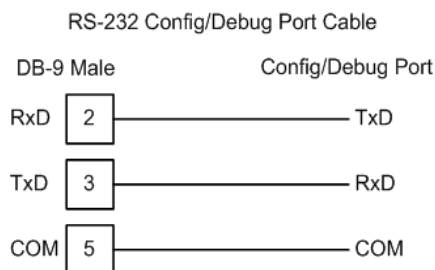 RS-232 Config/Debug Port Cable
DB-9 Male Config/Debug Port
RxD 2 TxD
TxD 3 RxD
COM 5 COM